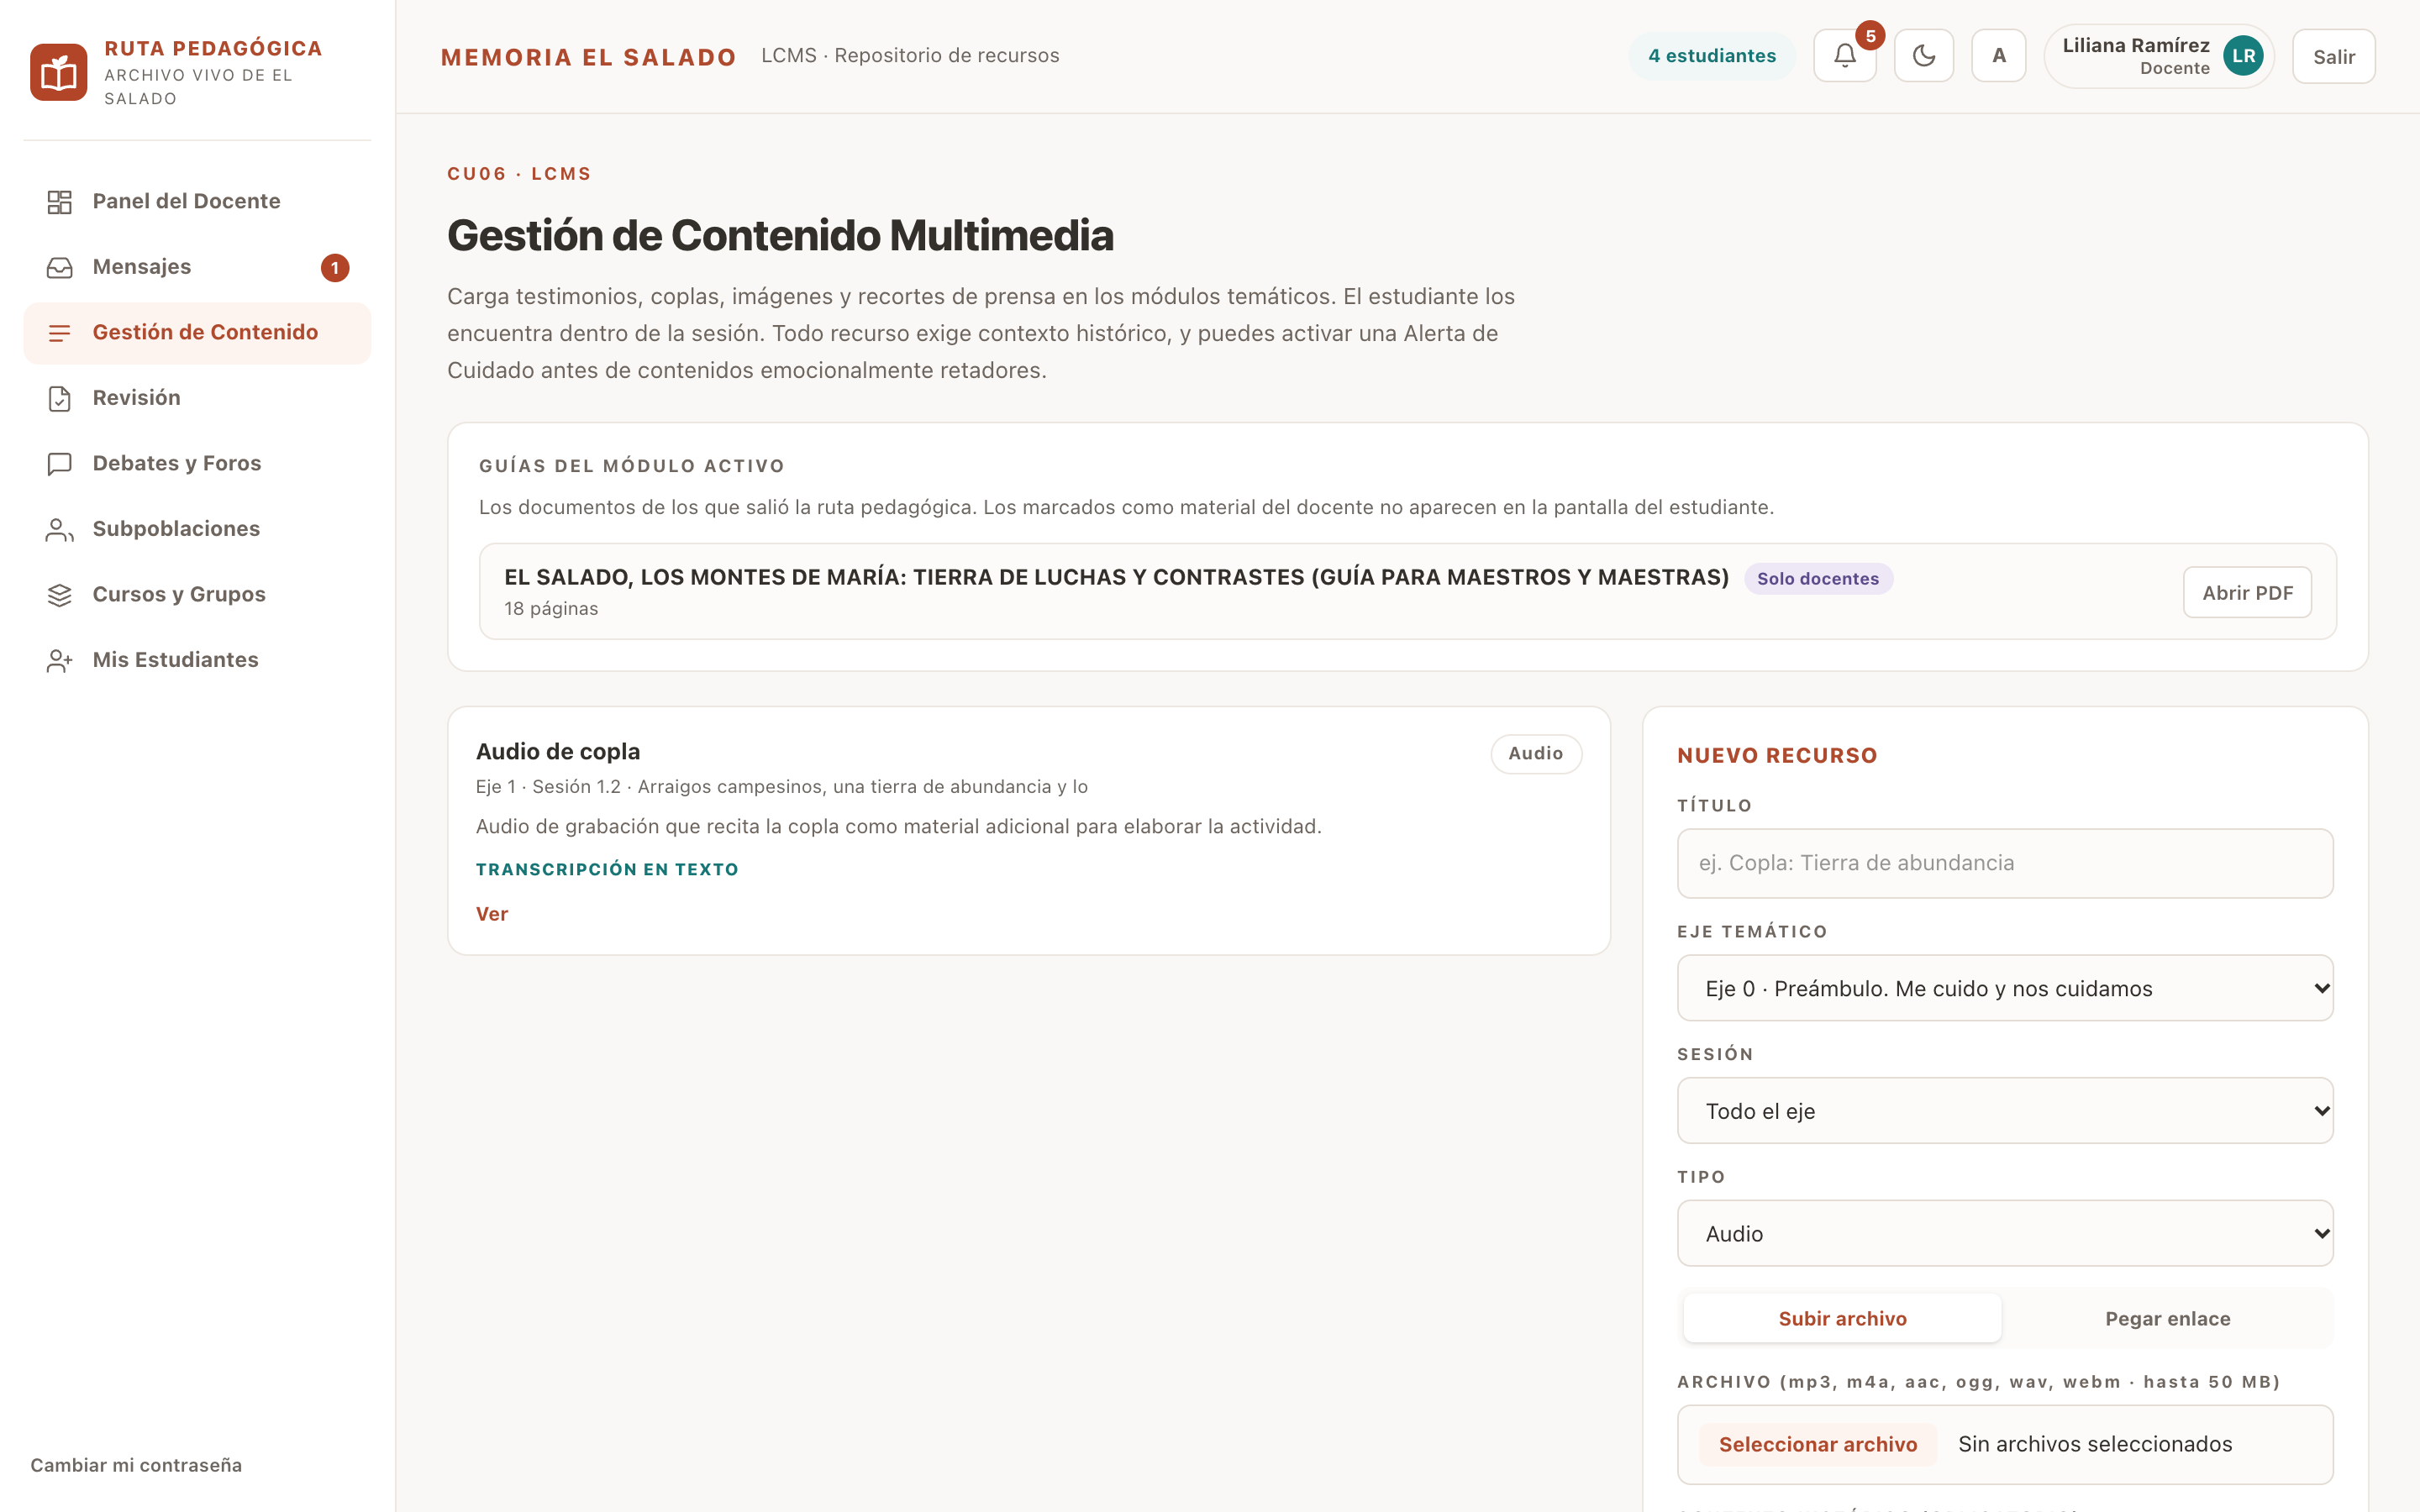 RUTA PEDAGÓGICA
ARCHIVO VIVO DE EL
SALADO
Panel del Docente
Mensajes 1
Gestión de Contenido
Revisión
Debates y Foros
Subpoblaciones
Cursos y Grupos
Mis Estudiantes
Cambiar mi contraseña
MEMORIA EL SALADO LCMS · Repositorio de recursos
4 estudiantes
5
A
Liliana Ramírez
Docente
LR
Salir
CU06 · LCMS
Gestión de Contenido Multimedia
Carga testimonios, coplas, imágenes y recortes de prensa en los módulos temáticos. El estudiante los
encuentra dentro de la sesión. Todo recurso exige contexto histórico, y puedes activar una Alerta de
Cuidado antes de contenidos emocionalmente retadores.
GUÍAS DEL MÓDULO ACTIVO
Los documentos de los que salió la ruta pedagógica. Los marcados como material del docente no aparecen en la pantalla del estudiante.
EL SALADO, LOS MONTES DE MARÍA: TIERRA DE LUCHAS Y CONTRASTES (GUÍA PARA MAESTROS Y MAESTRAS) Solo docentes
18 páginas
Abrir PDF
Audio de copla
Audio
Eje 1 · Sesión 1.2 · Arraigos campesinos, una tierra de abundancia y lo
Audio de grabación que recita la copla como material adicional para elaborar la actividad.
TRANSCRIPCIÓN EN TEXTO
Ver
NUEVO RECURSO
TÍTULO
ej. Copla: Tierra de abundancia
EJE TEMÁTICO
Eje 0 · Preámbulo. Me cuido y nos cuidamos
SESIÓN
Todo el eje
TIPO
Audio
Subir archivo Pegar enlace
ARCHIVO (mp3, m4a, aac, ogg, wav, webm · hasta 50 MB)
Seleccionar archivo Sin archivos seleccionados